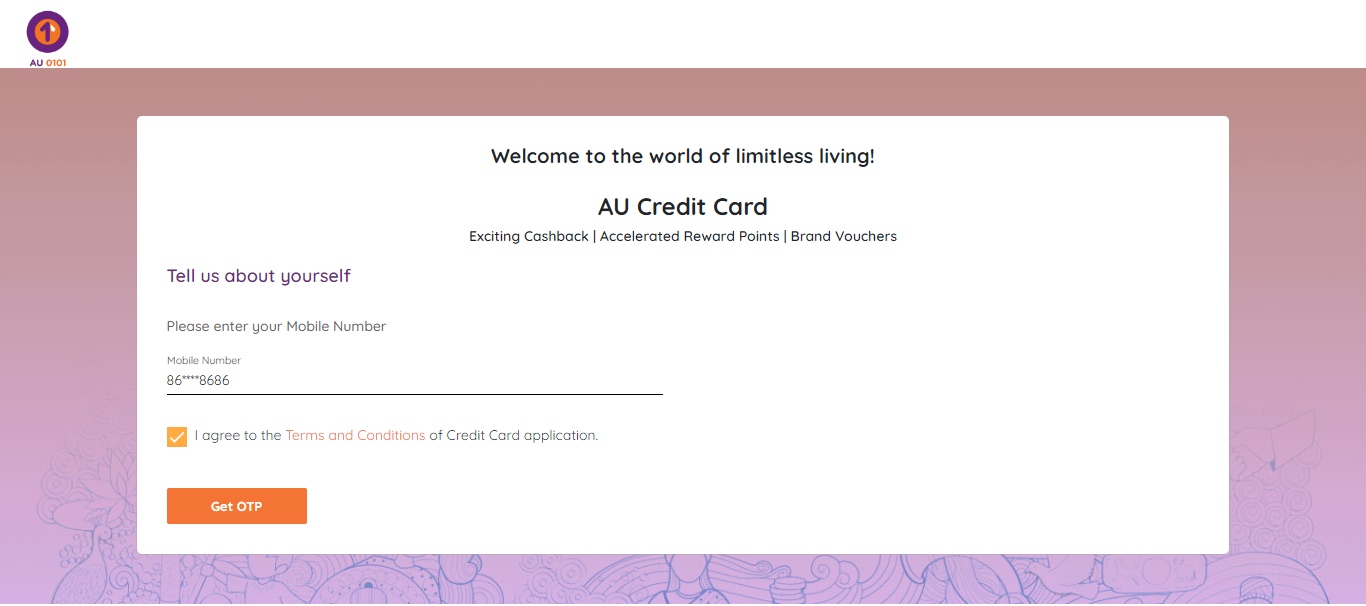 AU 0101
Welcome to the world of limitless living!
AU Credit Card
Exciting Cashback | Accelerated Reward Points | Brand Vouchers
Tell us about yourself
Please enter your Mobile Number
Mobile Number
86****8686
I agree to the Terms and Conditions of Credit Card application.
Get OTP